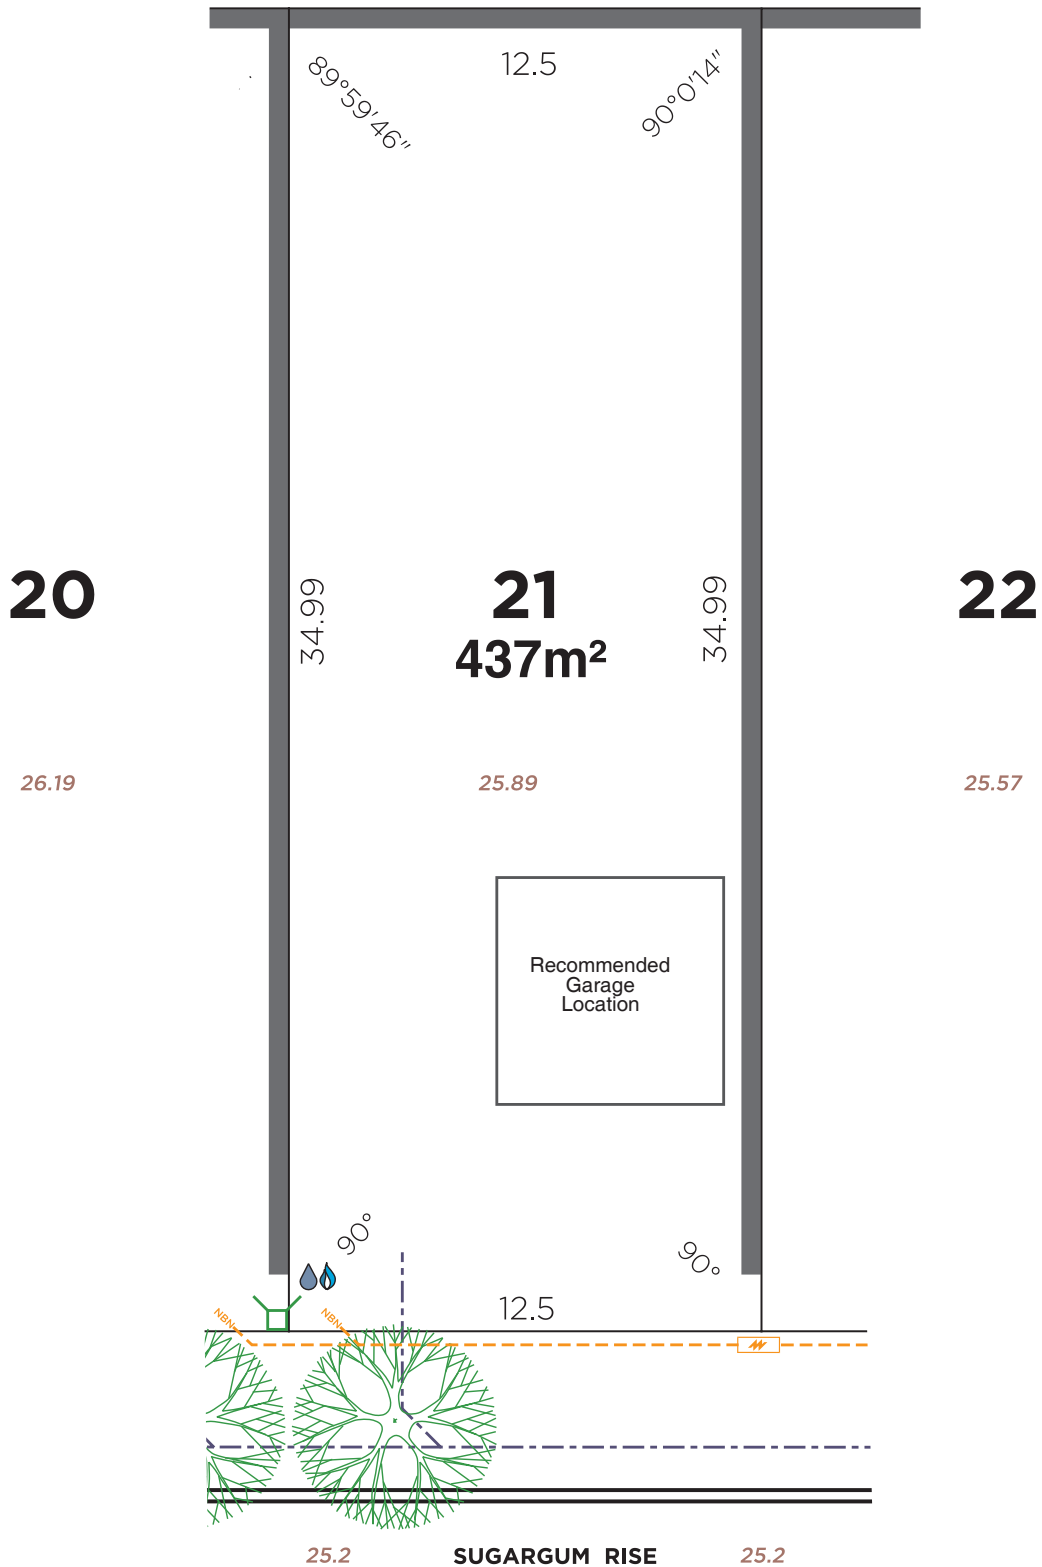 12.5
89°59'46"
90°0'14"
20
34.99
21
437m²
34.99
22
26.19
25.89
25.57
Recommended
Garage
Location
90°
90°
12.5
NBN
NBN
25.2
SUGARGUM RISE
25.2